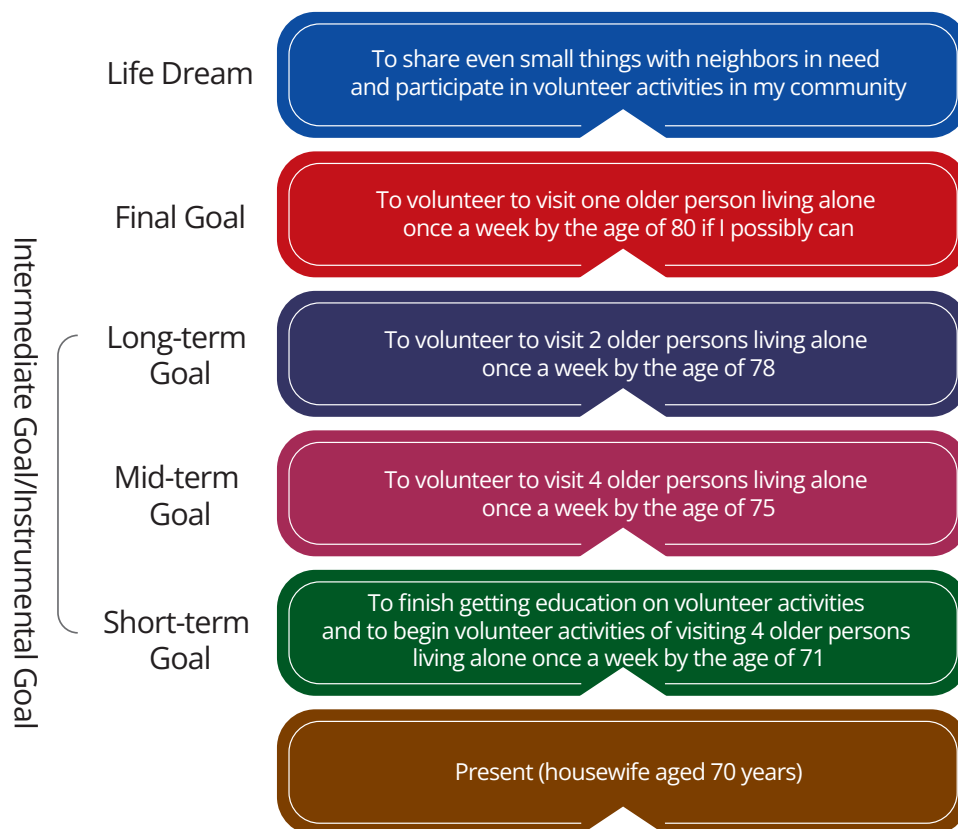 Life Dream
To share even small things with neighbors in need
and participate in volunteer activities in my community
Final Goal
To volunteer to visit one older person living alone
once a week by the age of 80 if I possibly can
Intermediate Goal/Instrumental Goal
Long-term
Goal
To volunteer to visit 2 older persons living alone
once a week by the age of 78
Mid-term
Goal
To volunteer to visit 4 older persons living alone
once a week by the age of 75
Short-term
Goal
To finish getting education on volunteer activities
and to begin volunteer activities of visiting 4 older persons
living alone once a week by the age of 71
Present (housewife aged 70 years)